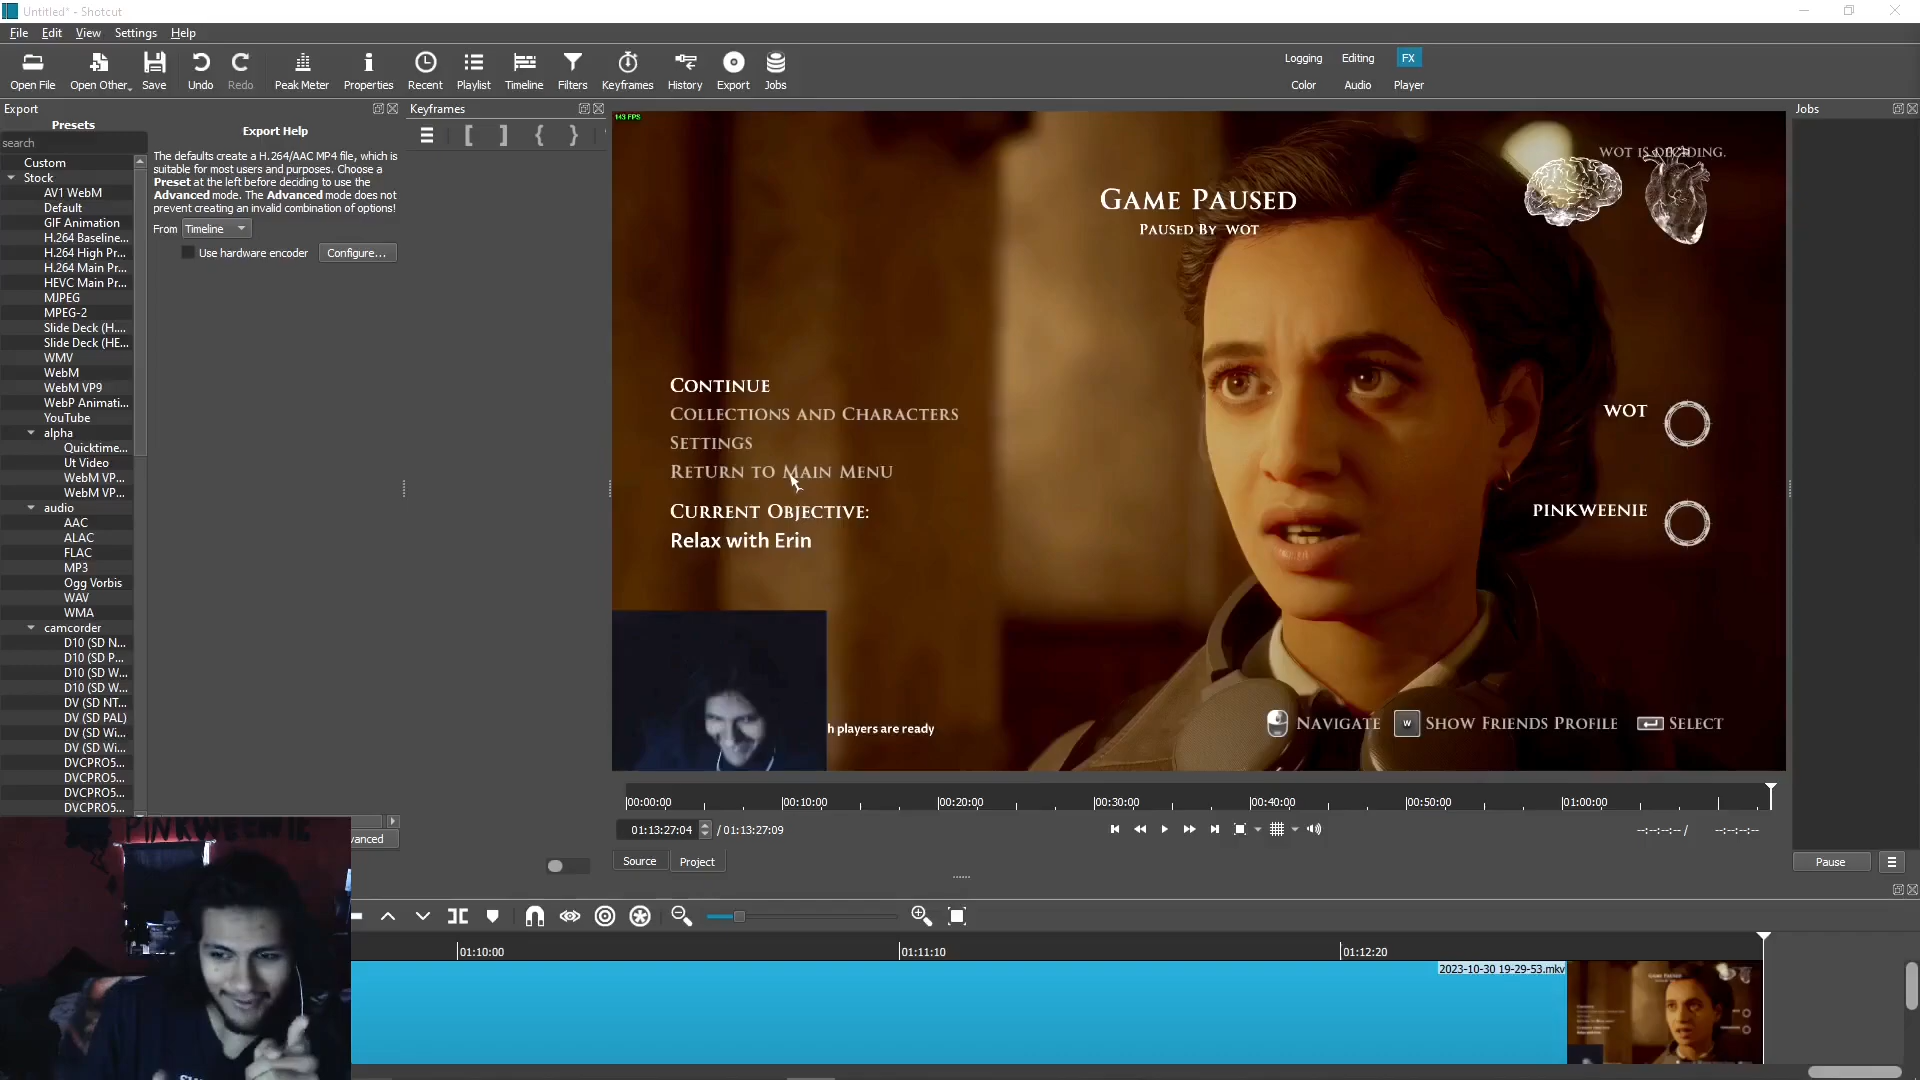 Untitled* - Shotcut
File Edit View Settings Help
Open File Open Other.. Save Undo Redo Peak Meter Properties Recent Playlist Timeline Filters Keyframes History Export Jobs
Logging Editing FX
Color Audio Player
Export
Presets
search
Custom
Stock
AV1 WebM
Default
GIF Animation
H.264 Baseline...
H.264 High Pr...
H.264 Main Pr...
HEVC Main Pr...
MJPEG
MPEG-2
Slide Deck (H....
Slide Deck (HE...
WMV
WebM
WebM VP9
WebP Animati...
YouTube
alpha
Quicktime...
Ut Video
WebM VP...
WebM VP...
audio
AAC
ALAC
FLAC
MP3
Ogg Vorbis
WAV
WMA
camcorder
D10 (SD N...
D10 (SD P...
D10 (SD W...
D10 (SD W...
DV (SD NT...
DV (SD PAL)
DV (SD Wi...
DV (SD Wi...
DVCPRO5...
DVCPRO5...
DVCPRO5...
DVCPRO5...
Export Help
The defaults create a H.264/AAC MP4 file, which is
suitable for most users and purposes. Choose a
Preset at the left before deciding to use the
Advanced mode. The Advanced mode does not
prevent creating an invalid combination of options!
From Timeline
Use hardware encoder Configure...
vanced
Keyframes
143 FPS
WOT IS DECIDING.
GAME PAUSED
PAUSED BY WOT
CONTINUE
COLLECTIONS AND CHARACTERS
SETTINGS
RETURN TO MAIN MENU
CURRENT OBJECTIVE:
Relax with Erin
WOT
PINKWEENIE
h players are ready
NAVIGATE W SHOW FRIENDS PROFILE SELECT
00:00:00 00:10:00 00:20:00 00:30:00 00:40:00 00:50:00 01:00:00
01:13:27:04 / 01:13:27:09
--:--:--:-- / --:--:--:--
Source Project
Jobs
Pause
PINKWEENIE
01:10:00 01:11:10 01:12:20
2023-10-30 19-29-53.mkv